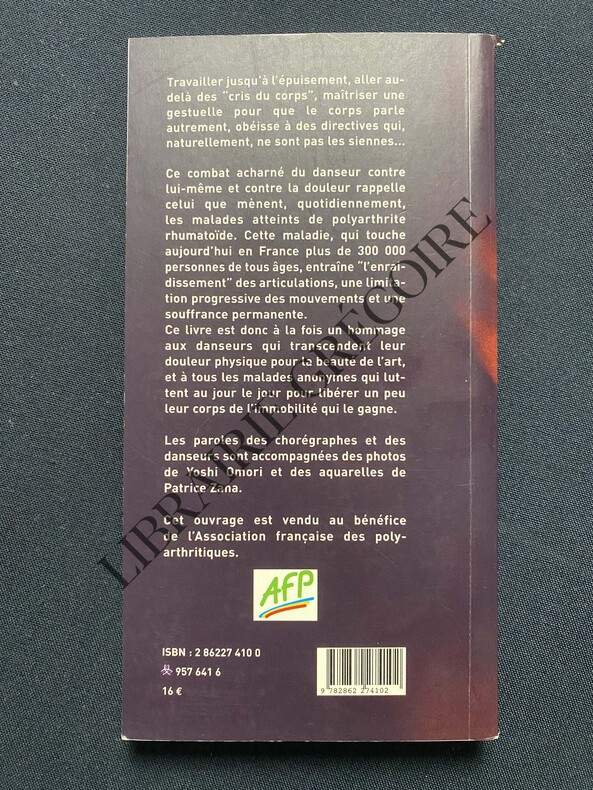 Travailler jusqu'à l'épuisement, aller au-
delà des "cris du corps", maîtriser une
gestuelle pour que le corps parle
autrement, obéisse à des directives qui,
naturellement, ne sont pas les siennes...
Ce combat acharné du danseur contre
lui-même et contre la douleur rappelle
celui que mènent, quotidiennement,
les malades atteints de polyarthrite
rhumatoïde. Cette maladie, qui touche
aujourd'hui en France plus de 300 000
personnes de tous âges, entraîne "l'enrai-
dissement" des articulations, une limita-
tion progressive des mouvements et une
souffrance permanente.
Ce livre est donc à la fois un hommage
aux danseurs qui transcendent leur
douleur physique pour la beauté de l'art,
et à tous les malades anonymes qui lut-
tent au jour le jour pour libérer un peu
leur corps de l'immobilité qui le gagne.
Les paroles des chorégraphes et des
danseurs sont accompagnées des photos
de Yoshi Omori et des aquarelles de
Patrice Zana.
Cet ouvrage est vendu au bénéfice
de l'Association française des poly-
arthritiques.
AFP
ISBN : 2 86227 410 0
957 641 6
16 €
9 782862 274102
LIBRAIRIE GRÉGOIRE